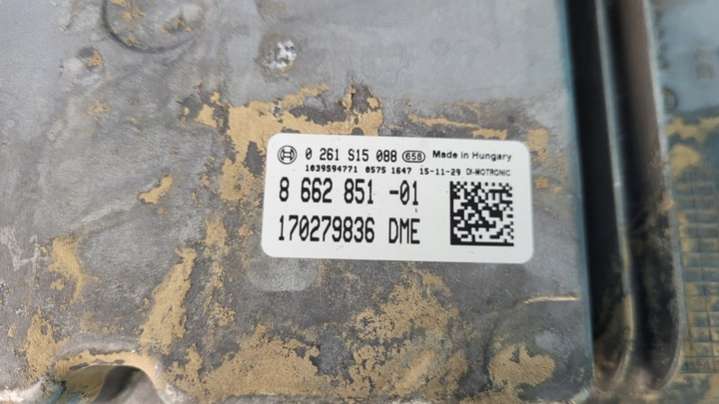 0 261 S15 088 658 Made in Hungary
1039594771 0575 1647 15-11-29 DI-MOTRONIC
8 662 851 -01
170279836 DME